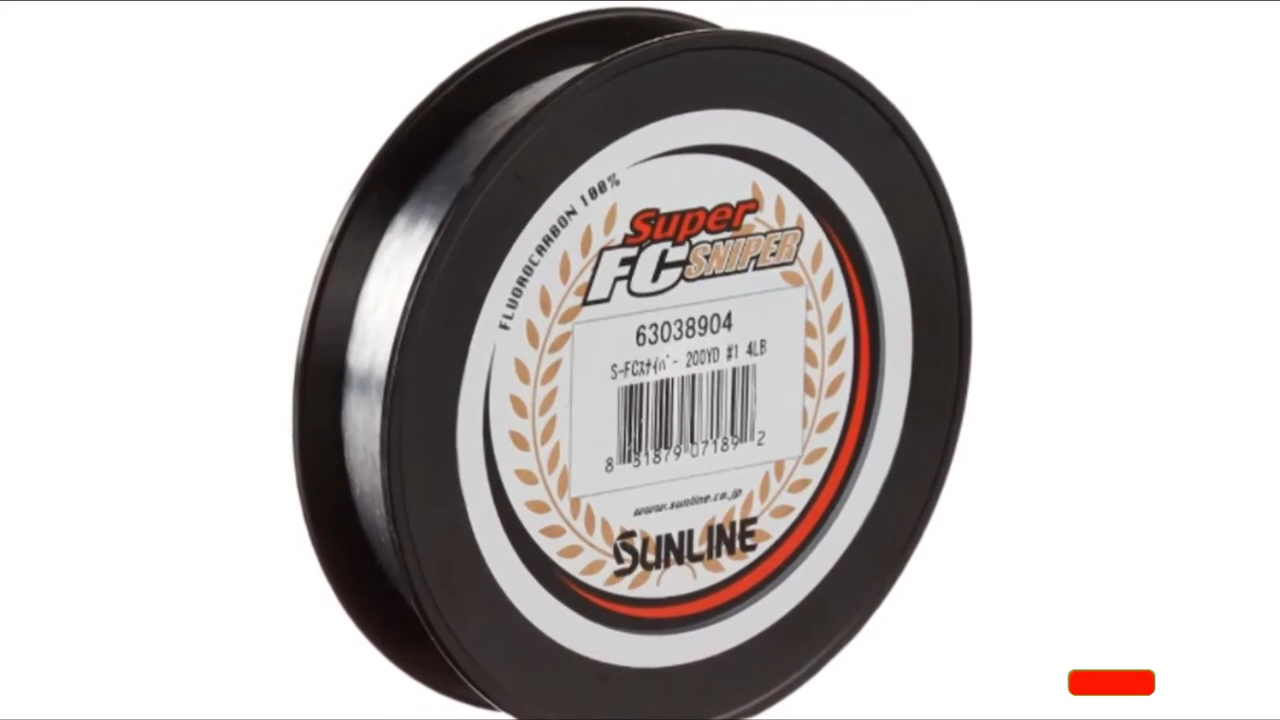 FLUOROCARBON 100%
Super
FC SNIPER
63038904
S-FCｽﾅｲﾊﾟｰ 200YD #1 4LB
8 31879 07189 2
www.sunline.co.jp
SUNLINE